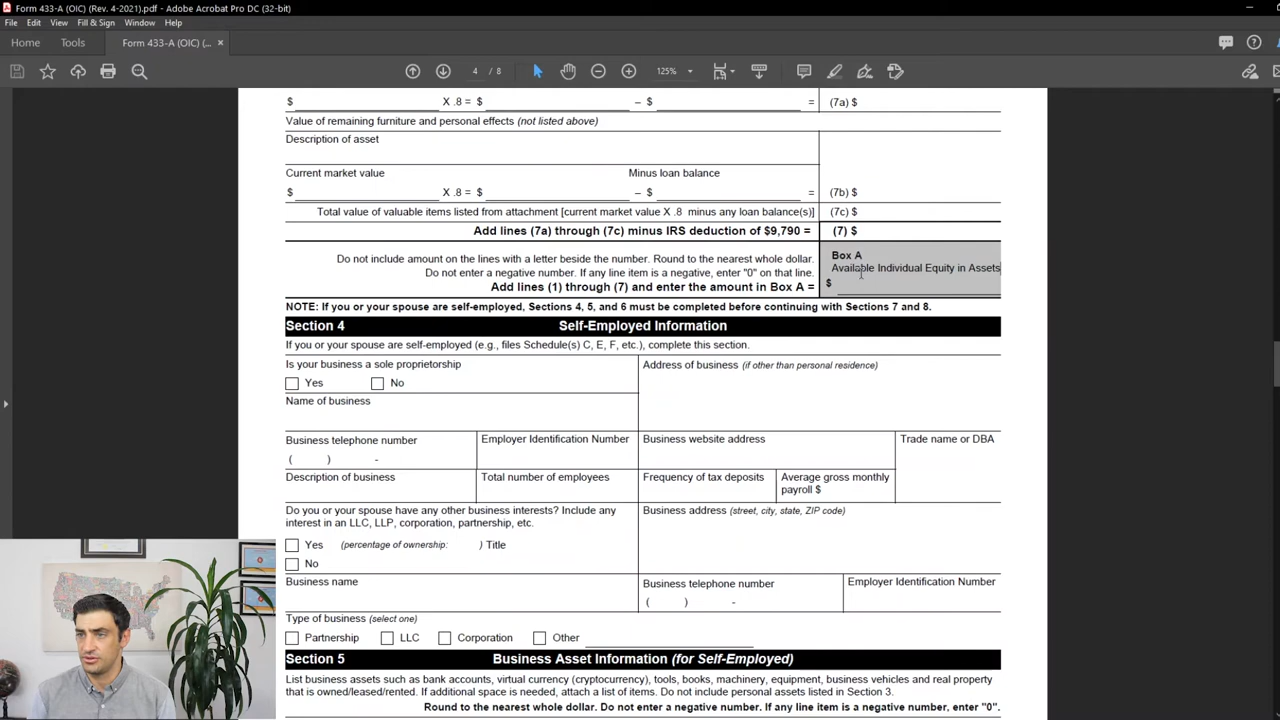 Form 433-A (OIC) (Rev. 4-2021).pdf - Adobe Acrobat Pro DC (32-bit)
File Edit View Fill & Sign Window Help
Home Tools Form 433-A (OIC) (... ×
4 / 8 125%
$ X .8 = $ – $ = (7a) $
Value of remaining furniture and personal effects (not listed above)
Description of asset
Current market value Minus loan balance
$ X .8 = $ – $ = (7b) $
Total value of valuable items listed from attachment [current market value X .8 minus any loan balance(s)] (7c) $
Add lines (7a) through (7c) minus IRS deduction of $9,790 = (7) $
Do not include amount on the lines with a letter beside the number. Round to the nearest whole dollar.
Do not enter a negative number. If any line item is a negative, enter "0" on that line.
Add lines (1) through (7) and enter the amount in Box A =
Box A
Available Individual Equity in Assets
$
NOTE: If you or your spouse are self-employed, Sections 4, 5, and 6 must be completed before continuing with Sections 7 and 8.
Section 4 Self-Employed Information
If you or your spouse are self-employed (e.g., files Schedule(s) C, E, F, etc.), complete this section.
Is your business a sole proprietorship
Yes No
Address of business (if other than personal residence)
Name of business
Business telephone number
( ) -
Employer Identification Number
Business website address
Trade name or DBA
Description of business
Total number of employees
Frequency of tax deposits
Average gross monthly
payroll $
Do you or your spouse have any other business interests? Include any
interest in an LLC, LLP, corporation, partnership, etc.
Yes (percentage of ownership: ) Title
No
Business address (street, city, state, ZIP code)
Business name
Business telephone number
( ) -
Employer Identification Number
Type of business (select one)
Partnership LLC Corporation Other
Section 5 Business Asset Information (for Self-Employed)
List business assets such as bank accounts, virtual currency (cryptocurrency), tools, books, machinery, equipment, business vehicles and real property
that is owned/leased/rented. If additional space is needed, attach a list of items. Do not include personal assets listed in Section 3.
Round to the nearest whole dollar. Do not enter a negative number. If any line item is a negative, enter "0".